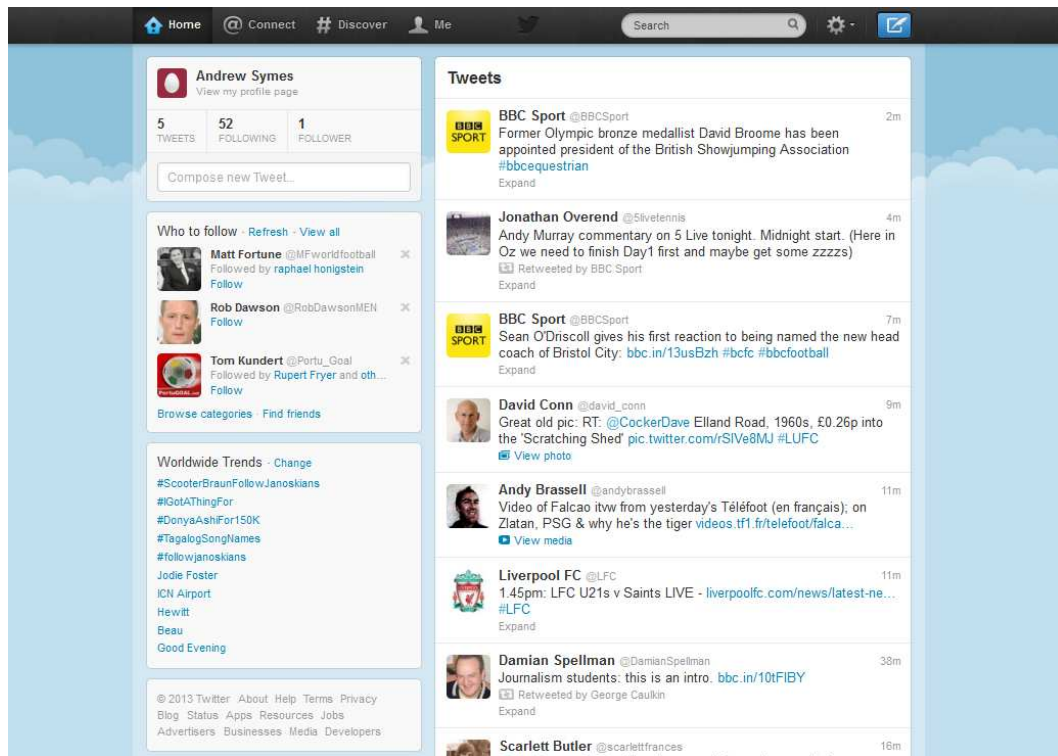 Home
Connect
Discover
Me
Search
Andrew Symes
View my profile page
5
TWEETS
52
FOLLOWING
1
FOLLOWER
Compose new Tweet...
Who to follow · Refresh · View all
Matt Fortune @MFworldfootball
Followed by raphael honigstein
Follow
Rob Dawson @RobDawsonMEN
Follow
Tom Kundert @Portu_Goal
Followed by Rupert Fryer and oth...
Follow
Browse categories · Find friends
Worldwide Trends · Change
#ScooterBraunFollowJanoskians
#IGotAThingFor
#DonyaAshiFor150K
#TagalogSongNames
#followjanoskians
Jodie Foster
ICN Airport
Hewitt
Beau
Good Evening
© 2013 Twitter About Help Terms Privacy
Blog Status Apps Resources Jobs
Advertisers Businesses Media Developers
Tweets
BBC
SPORT
BBC Sport @BBCSport 2m
Former Olympic bronze medallist David Broome has been
appointed president of the British Showjumping Association
#bbcequestrian
Expand
Jonathan Overend @5livetennis 4m
Andy Murray commentary on 5 Live tonight. Midnight start. (Here in
Oz we need to finish Day1 first and maybe get some zzzzs)
Retweeted by BBC Sport
Expand
BBC
SPORT
BBC Sport @BBCSport 7m
Sean O'Driscoll gives his first reaction to being named the new head
coach of Bristol City: bbc.in/13usBzh #bcfc #bbcfootball
Expand
David Conn @david_conn 9m
Great old pic: RT: @CockerDave Elland Road, 1960s, £0.26p into
the 'Scratching Shed' pic.twitter.com/rSIVe8MJ #LUFC
View photo
Andy Brassell @andybrassell 11m
Video of Falcao itvw from yesterday's Téléfoot (en français); on
Zlatan, PSG & why he's the tiger videos.tf1.fr/telefoot/falca...
View media
Liverpool FC @LFC 11m
1.45pm: LFC U21s v Saints LIVE - liverpoolfc.com/news/latest-ne...
#LFC
Expand
Damian Spellman @DamianSpellman 38m
Journalism students: this is an intro. bbc.in/10tFIBY
Retweeted by George Caulkin
Expand
Scarlett Butler @scarlettfrances 16m